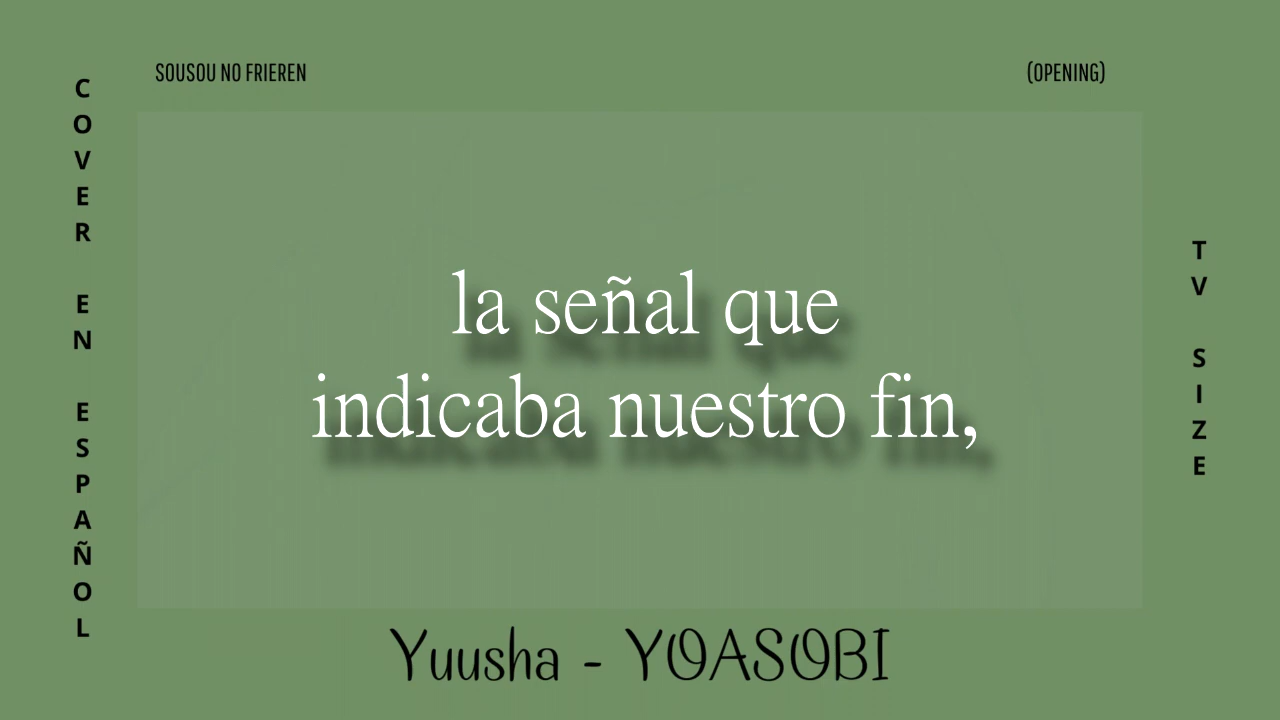 SOUSOU NO FRIEREN
(OPENING)
COVER EN ESPAÑOL
la señal que
indicaba nuestro fin,
TV SIZE
Yuusha - YOASOBI